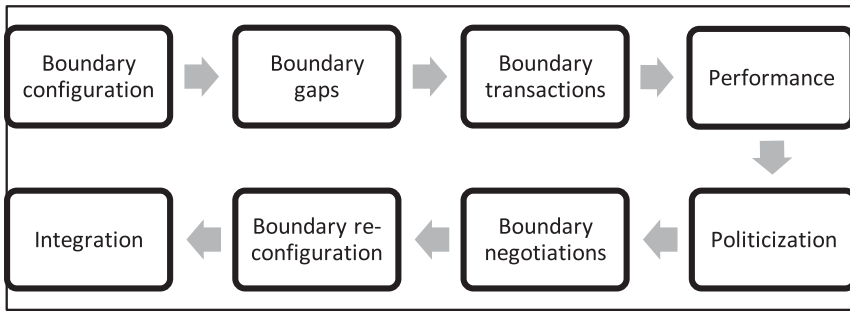 Boundary
configuration
Boundary
gaps
Boundary
transactions
Performance
Integration
Boundary re-
configuration
Boundary
negotiations
Politicization